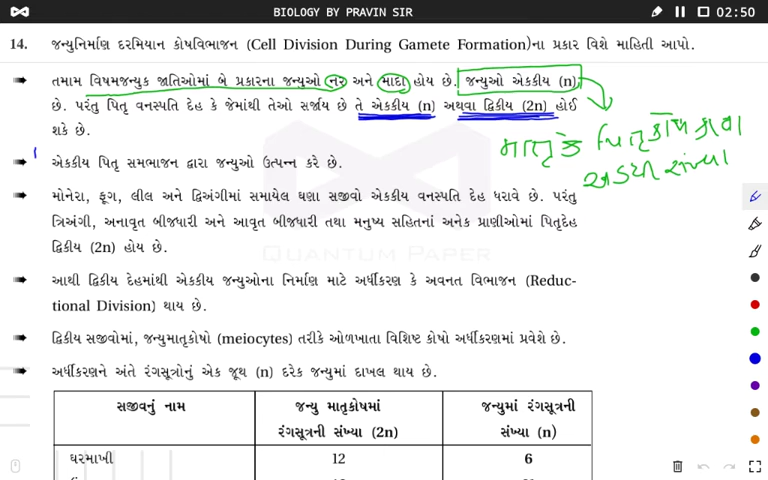 BIOLOGY BY PRAVIN SIR
02:50
14. જન્યુનિર્માણ દરમિયાન કોષવિભાજન (Cell Division During Gamete Formation)ના પ્રકાર વિશે માહિતી આપો.
➡ તમામ વિષમજન્યુક જાતિઓમાં બે પ્રકારના જન્યુઓ નર અને માદા હોય છે. જન્યુઓ એકકીય (n)
છે. પરંતુ પિતૃ વનસ્પતિ દેહ કે જેમાંથી તેઓ સર્જાય છે તે એકકીય (n) અથવા દ્વિકીય (2n) હોઈ
શકે છે.
માતૃ કે પિતૃકોષ કરતા
અડધી સંખ્યા
➡ એકકીય પિતૃ સમભાજન દ્વારા જન્યુઓ ઉત્પન્ન કરે છે.
➡ મોનેરા, ફૂગ, લીલ અને દ્વિઅંગીમાં સમાયેલ ઘણા સજીવો એકકીય વનસ્પતિ દેહ ધરાવે છે. પરંતુ
ત્રિઅંગી, અનાવૃત બીજધારી અને આવૃત બીજધારી તથા મનુષ્ય સહિતનાં અનેક પ્રાણીઓમાં પિતૃદેહ
દ્વિકીય (2n) હોય છે.
QUANTUM PAPER
➡ આથી દ્વિકીય દેહમાંથી એકકીય જન્યુઓના નિર્માણ માટે અર્ધીકરણ કે અવનત વિભાજન (Reduc-
tional Division) થાય છે.
➡ દ્વિકીય સજીવોમાં, જન્યુમાતૃકોષો (meiocytes) તરીકે ઓળખાતા વિશિષ્ટ કોષો અર્ધીકરણમાં પ્રવેશે છે.
➡ અર્ધીકરણને અંતે રંગસૂત્રોનું એક જૂથ (n) દરેક જન્યુમાં દાખલ થાય છે.
સજીવનું નામ જન્યુ માતૃકોષમાં જન્યુમાં રંગસૂત્રની
રંગસૂત્રની સંખ્યા (2n) સંખ્યા (n)
ઘરમાખી 12 6